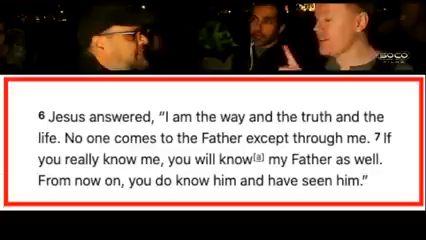 SOCO
FILMS
6 Jesus answered, “I am the way and the truth and the
life. No one comes to the Father except through me. 7 If
you really know me, you will know[a] my Father as well.
From now on, you do know him and have seen him.”